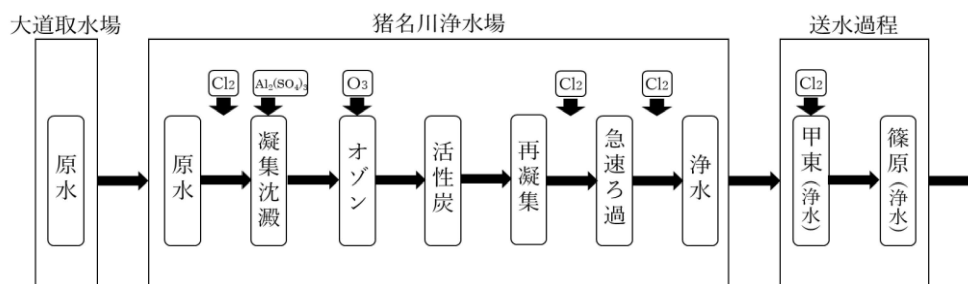 大道取水場
猪名川浄水場
送水過程
Cl2
Al2(SO4)3
O3
Cl2
Cl2
Cl2
原水
原水
凝集沈澱
オゾン
活性炭
再凝集
急速ろ過
浄水
甲東(浄水)
篠原(浄水)